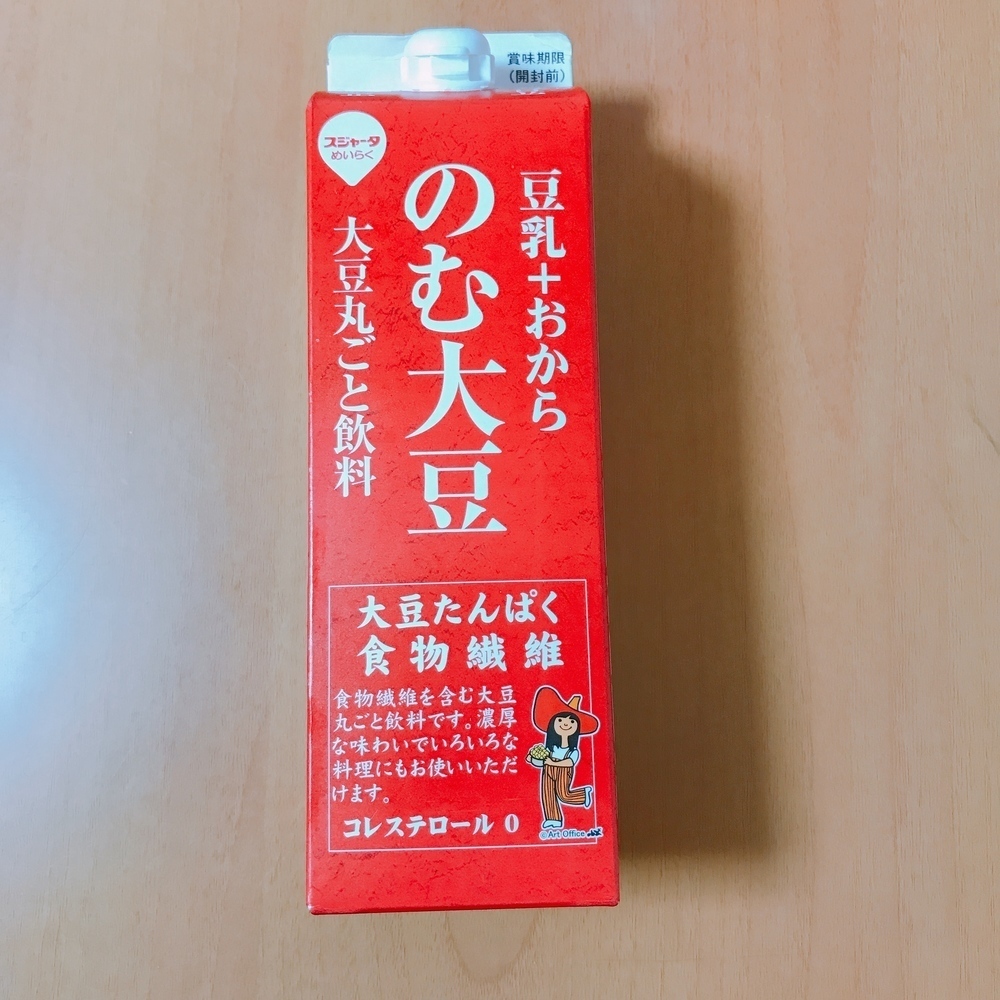 賞味期限
(開封前)
スジャータ
めいらく
豆乳+おから
のむ大豆
大豆丸ごと飲料
大豆たんぱく
食物繊維
食物繊維を含む大豆
丸ごと飲料です。濃厚
な味わいでいろいろな
料理にもお使いいただ
けます。
コレステロール 0
©Art Office